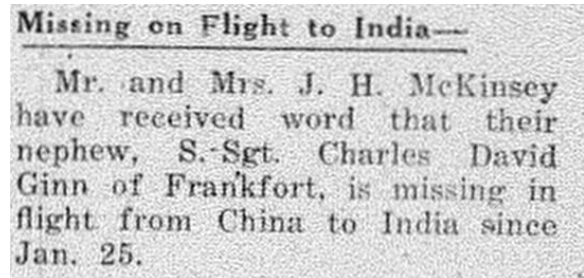 Missing on Flight to India—
Mr. and Mrs. J. H. McKinsey
have received word that their
nephew, S.-Sgt. Charles David
Ginn of Frankfort, is missing in
flight from China to India since
Jan. 25.